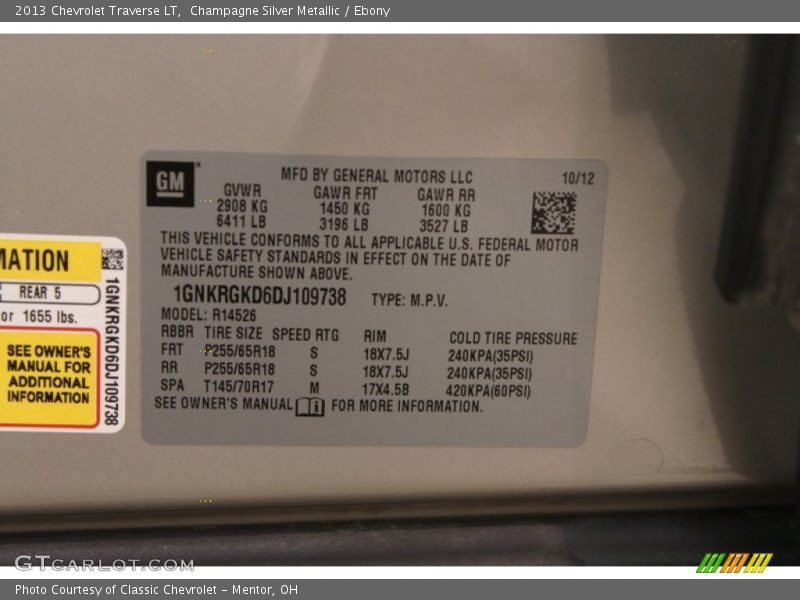 2013 Chevrolet Traverse LT,  Champagne Silver Metallic / Ebony
GM
MFD BY GENERAL MOTORS LLC
10/12
GVWR GAWR FRT GAWR RR
2908 KG 1450 KG 1600 KG
6411 LB 3196 LB 3527 LB
THIS VEHICLE CONFORMS TO ALL APPLICABLE U.S. FEDERAL MOTOR
VEHICLE SAFETY STANDARDS IN EFFECT ON THE DATE OF
MANUFACTURE SHOWN ABOVE.
1GNKRGKD6DJ109738 TYPE: M.P.V.
MODEL: R14526
RBBR TIRE SIZE SPEED RTG RIM COLD TIRE PRESSURE
FRT P255/65R18 S 18X7.5J 240KPA(35PSI)
RR P255/65R18 S 18X7.5J 240KPA(35PSI)
SPA T145/70R17 M 17X4.5B 420KPA(60PSI)
SEE OWNER'S MANUAL i FOR MORE INFORMATION.
MATION
REAR 5
or 1655 lbs.
SEE OWNER'S
MANUAL FOR
ADDITIONAL
INFORMATION
1GNKRGKD6DJ109738
GTCARLOT.COM
Photo Courtesy of Classic Chevrolet - Mentor, OH